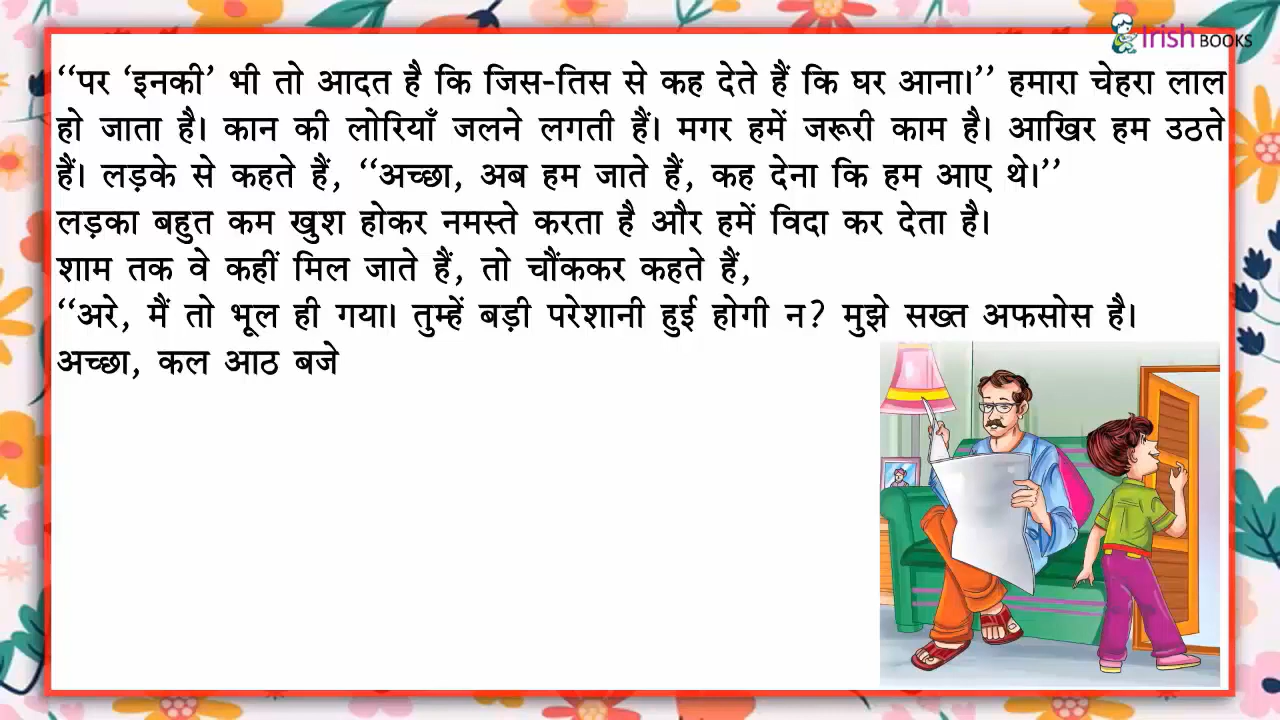 Irish BOOKS
‘‘पर ‘इनकी’ भी तो आदत है कि जिस-तिस से कह देते हैं कि घर आना।’’ हमारा चेहरा लाल
हो जाता है। कान की लोरियाँ जलने लगती हैं। मगर हमें जरूरी काम है। आखिर हम उठते
हैं। लड़के से कहते हैं, ‘‘अच्छा, अब हम जाते हैं, कह देना कि हम आए थे।’’
लड़का बहुत कम खुश होकर नमस्ते करता है और हमें विदा कर देता है।
शाम तक वे कहीं मिल जाते हैं, तो चौंककर कहते हैं,
‘‘अरे, मैं तो भूल ही गया। तुम्हें बड़ी परेशानी हुई होगी न? मुझे सख्त अफसोस है।
अच्छा, कल आठ बजे